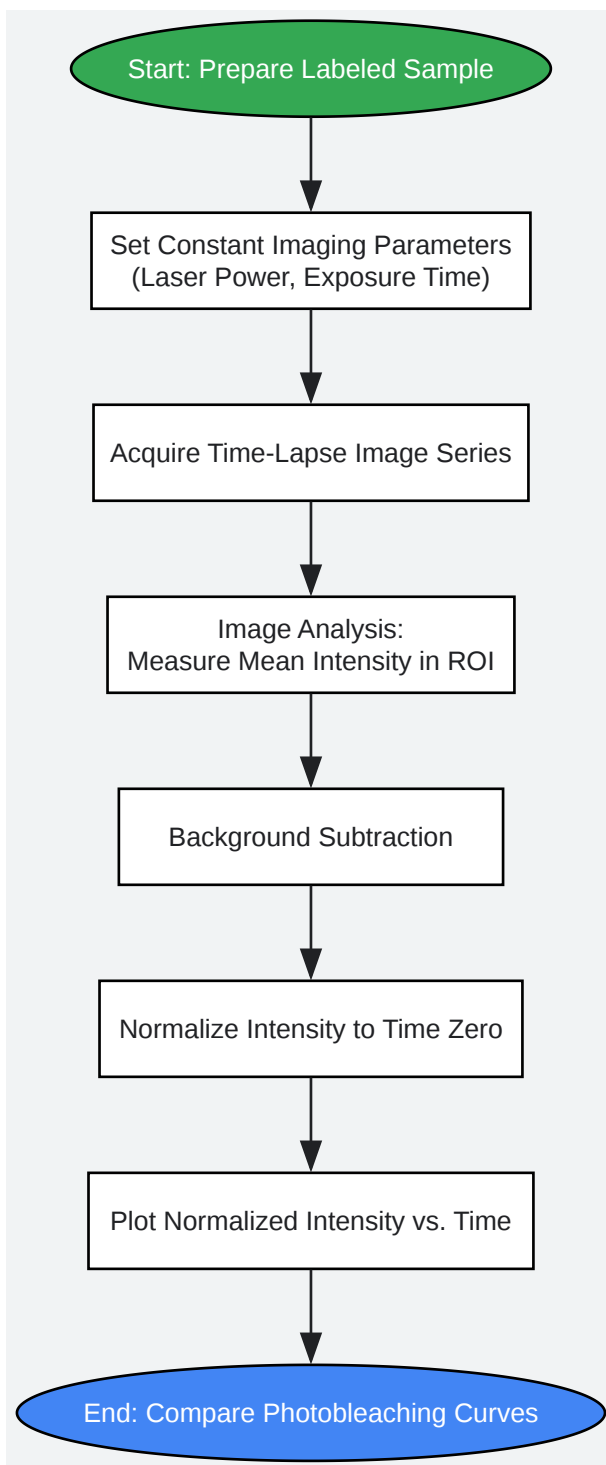 Start: Prepare Labeled Sample
Set Constant Imaging Parameters
(Laser Power, Exposure Time)
Acquire Time-Lapse Image Series
Image Analysis:
Measure Mean Intensity in ROI
Background Subtraction
Normalize Intensity to Time Zero
Plot Normalized Intensity vs. Time
End: Compare Photobleaching Curves